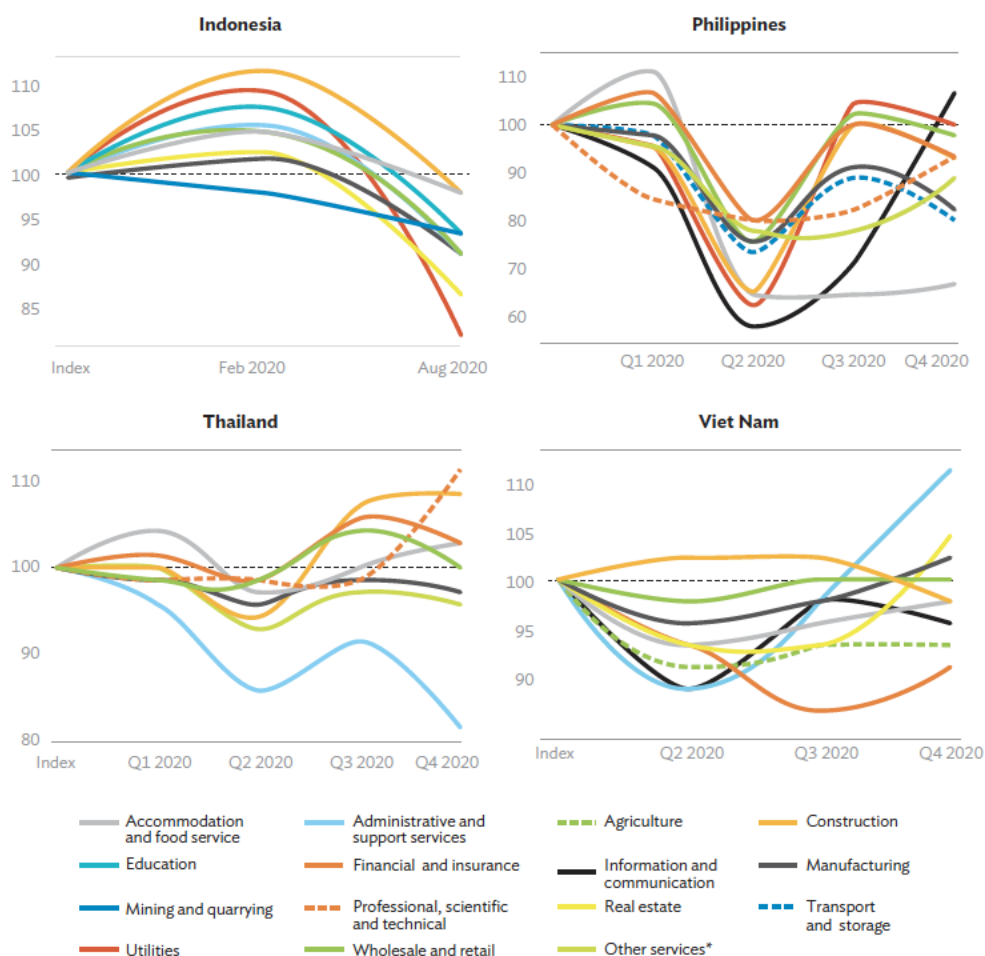 Indonesia
110
105
100
95
90
85
Index Feb 2020 Aug 2020
Philippines
110
100
90
80
70
60
Q1 2020 Q2 2020 Q3 2020 Q4 2020
Thailand
110
100
90
80
Index Q1 2020 Q2 2020 Q3 2020 Q4 2020
Viet Nam
110
105
100
95
90
Index Q2 2020 Q3 2020 Q4 2020
Accommodation
and food service
Administrative and
support services
Agriculture
Construction
Education
Financial and insurance
Information and
communication
Manufacturing
Mining and quarrying
Professional, scientific
and technical
Real estate
Transport
and storage
Utilities
Wholesale and retail
Other services*